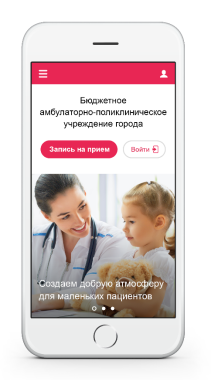 Бюджетное
амбулаторно-поликлиническое
учреждение города
Запись на прием
Войти
Создаем добрую атмосферу
для маленьких пациентов